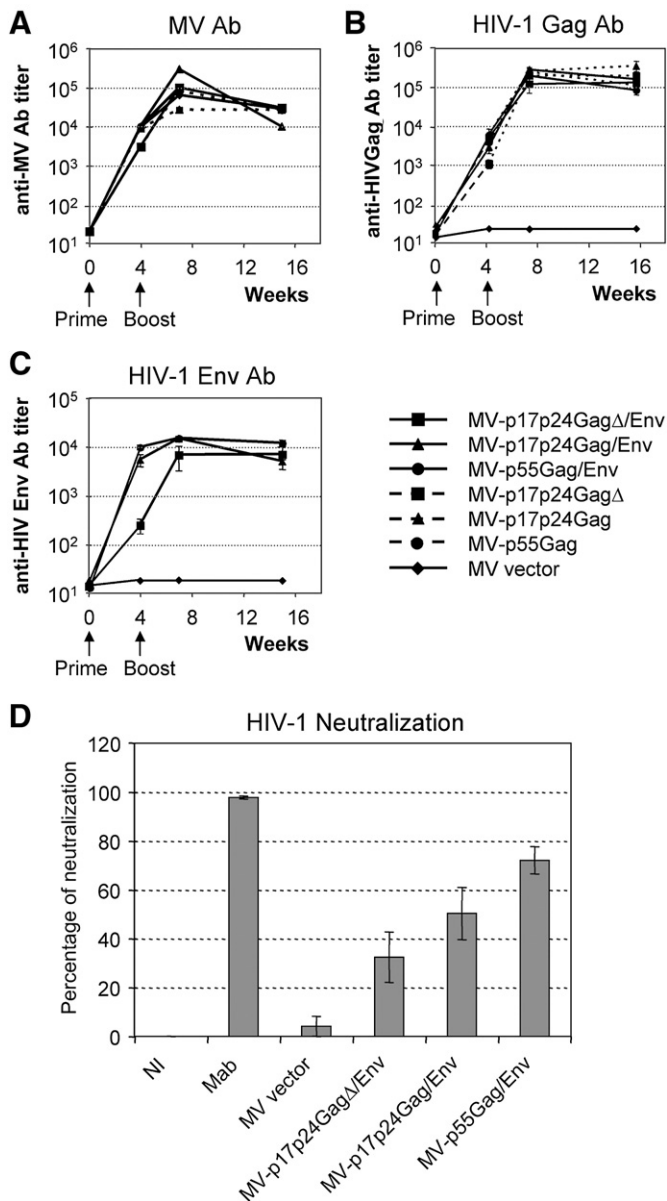 A
MV Ab
anti-MV Ab titer
10⁶
10⁵
10⁴
10³
10²
10¹
0 4 8 12 16
Weeks
Prime Boost
B
HIV-1 Gag Ab
anti-HIVGag Ab titer
10⁶
10⁵
10⁴
10³
10²
10¹
0 4 8 12 16
Weeks
Prime Boost
C
HIV-1 Env Ab
anti-HIV Env Ab titer
10⁵
10⁴
10³
10²
10¹
0 4 8 12 16
Weeks
Prime Boost
MV-p17p24GagΔ/Env
MV-p17p24Gag/Env
MV-p55Gag/Env
MV-p17p24GagΔ
MV-p17p24Gag
MV-p55Gag
MV vector
D
HIV-1 Neutralization
Percentage of neutralization
120
100
80
60
40
20
0
NI
Mab
MV vector
MV-p17p24GagΔ/Env
MV-p17p24Gag/Env
MV-p55Gag/Env